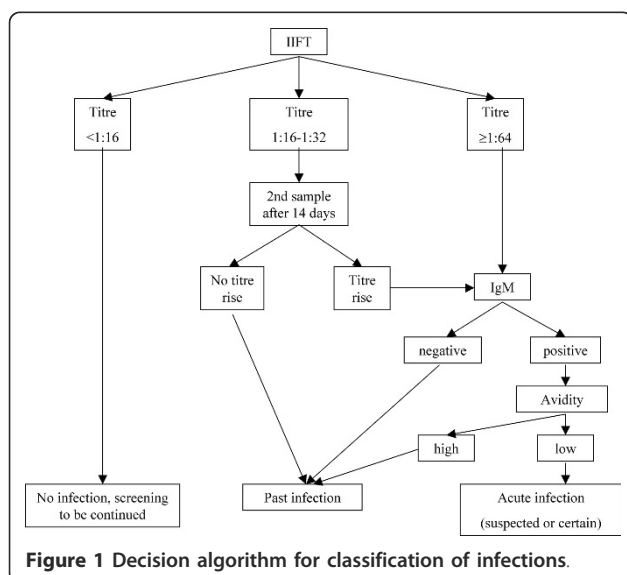 IIFT
Titre
<1:16
Titre
1:16-1:32
Titre
≥1:64
2nd sample
after 14 days
No titre
rise
Titre
rise
IgM
negative
positive
Avidity
high
low
No infection, screening
to be continued
Past infection
Acute infection
(suspected or certain)
Figure 1 Decision algorithm for classification of infections.